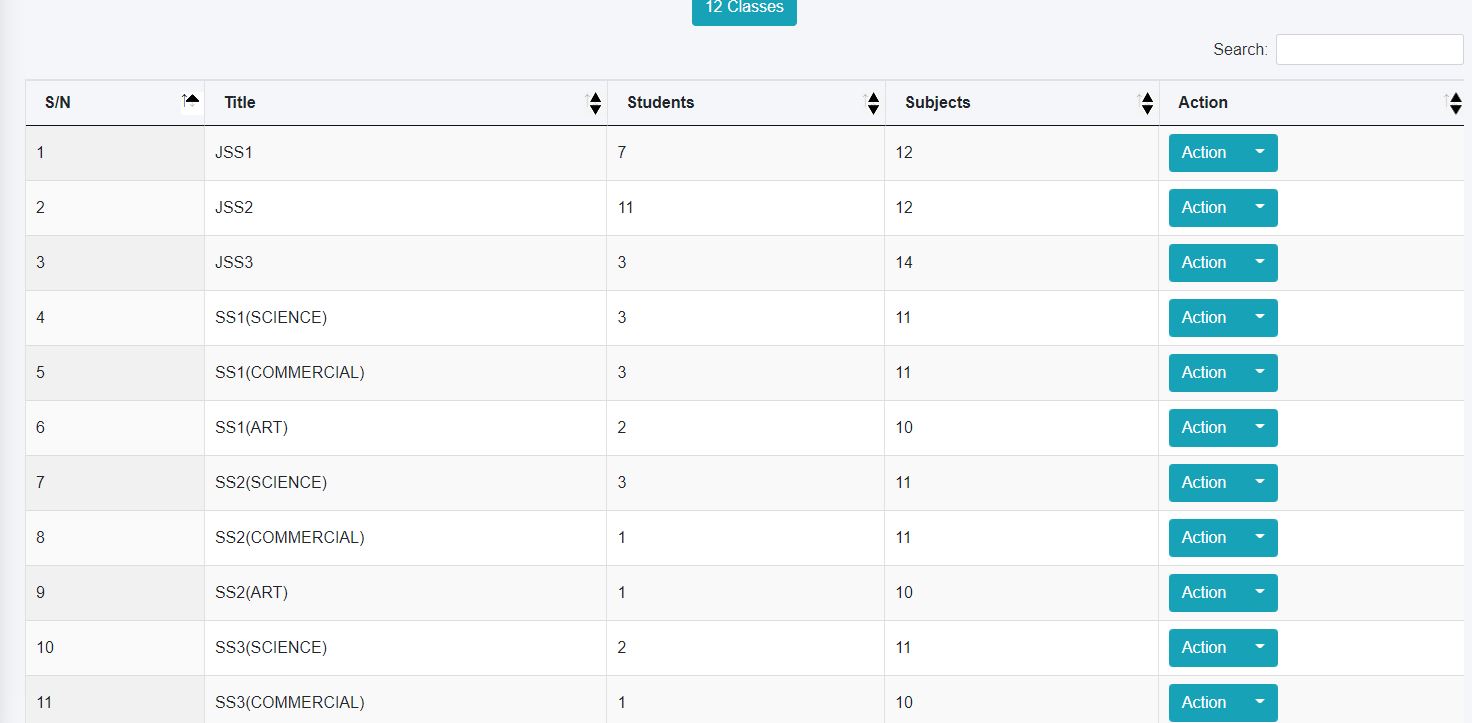 12 Classes
Search:
S/N Title Students Subjects Action
1 JSS1 7 12 Action
2 JSS2 11 12 Action
3 JSS3 3 14 Action
4 SS1(SCIENCE) 3 11 Action
5 SS1(COMMERCIAL) 3 11 Action
6 SS1(ART) 2 10 Action
7 SS2(SCIENCE) 3 11 Action
8 SS2(COMMERCIAL) 1 11 Action
9 SS2(ART) 1 10 Action
10 SS3(SCIENCE) 2 11 Action
11 SS3(COMMERCIAL) 1 10 Action